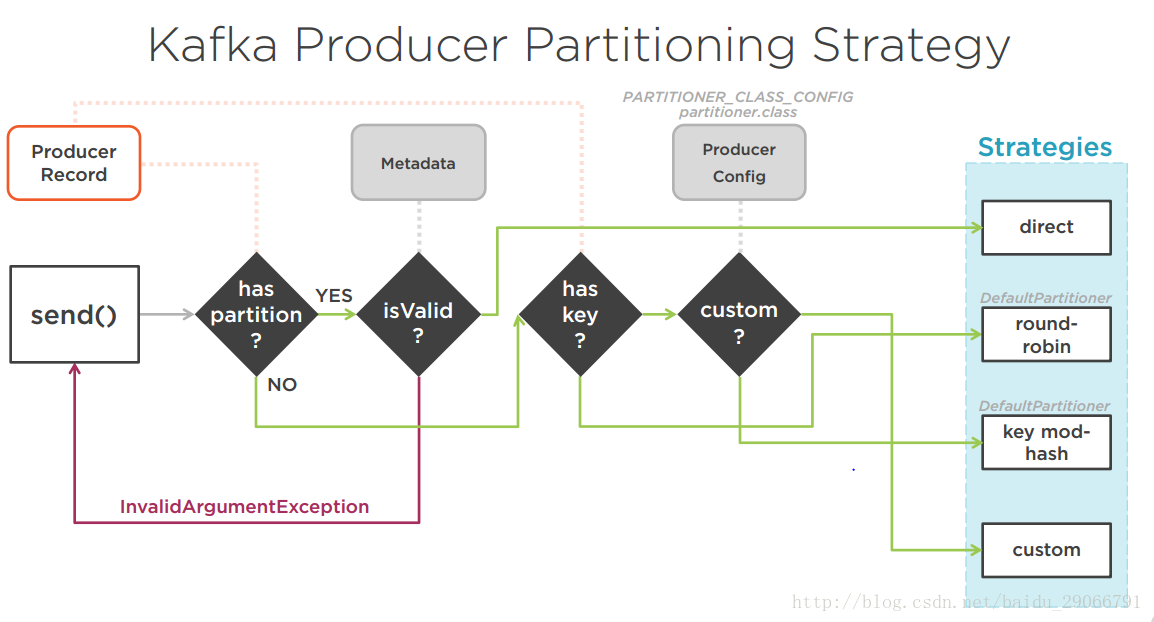 Kafka Producer Partitioning Strategy
PARTITIONER_CLASS_CONFIG
partitioner.class
Producer
Record
Metadata
Producer
Config
Strategies
send()
has
partition
?
YES
isValid
?
has
key
?
custom
?
NO
direct
DefaultPartitioner
round-
robin
DefaultPartitioner
key mod-
hash
custom
InvalidArgumentException
http://blog.csdn.net/baidu_29066791